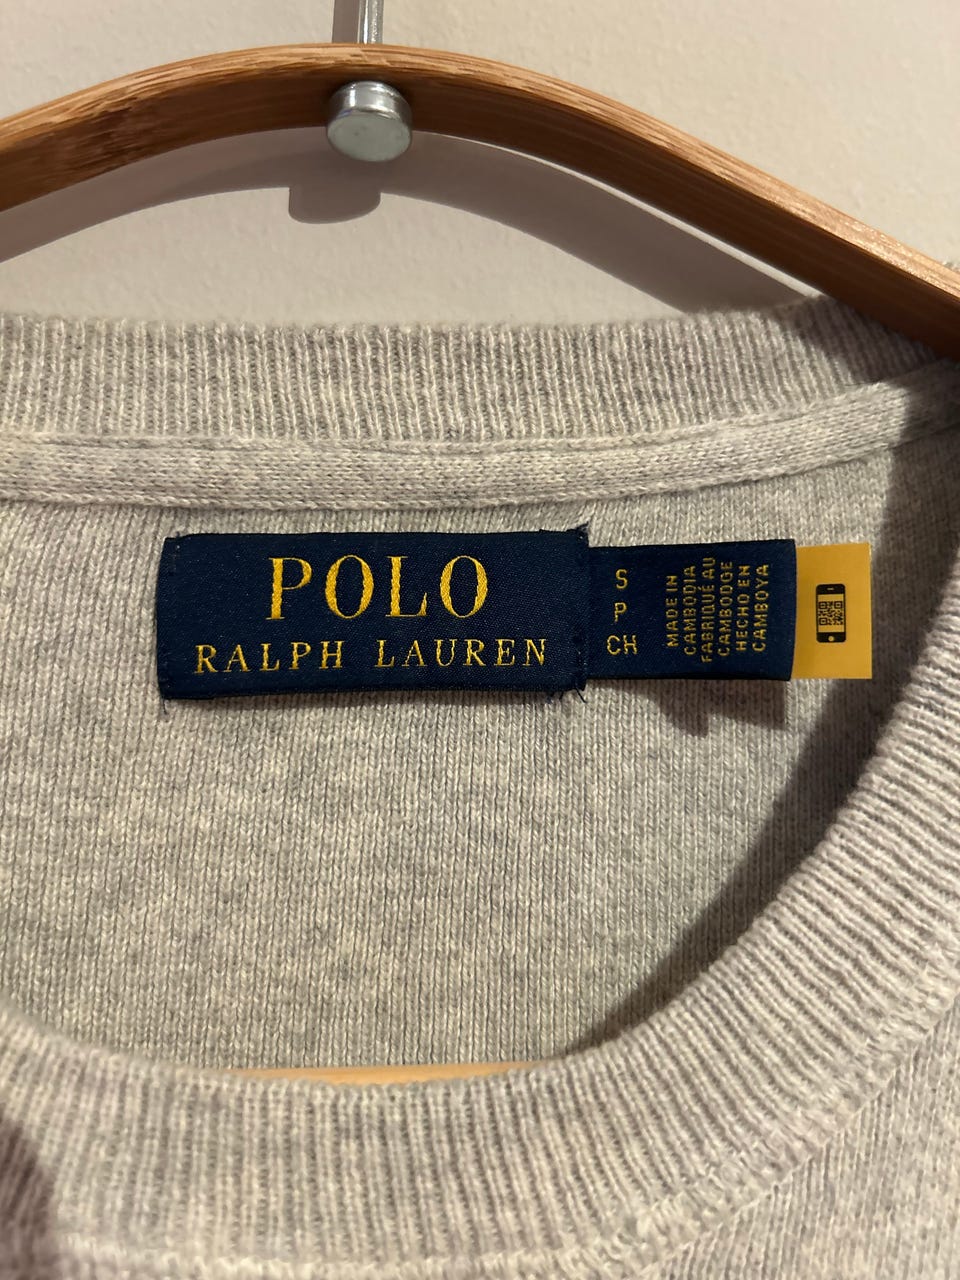 POLO
RALPH LAUREN
S
P
CH
MADE IN
CAMBODIA
FABRIQUÉ AU
CAMBODGE
HECHO EN
CAMBOYA